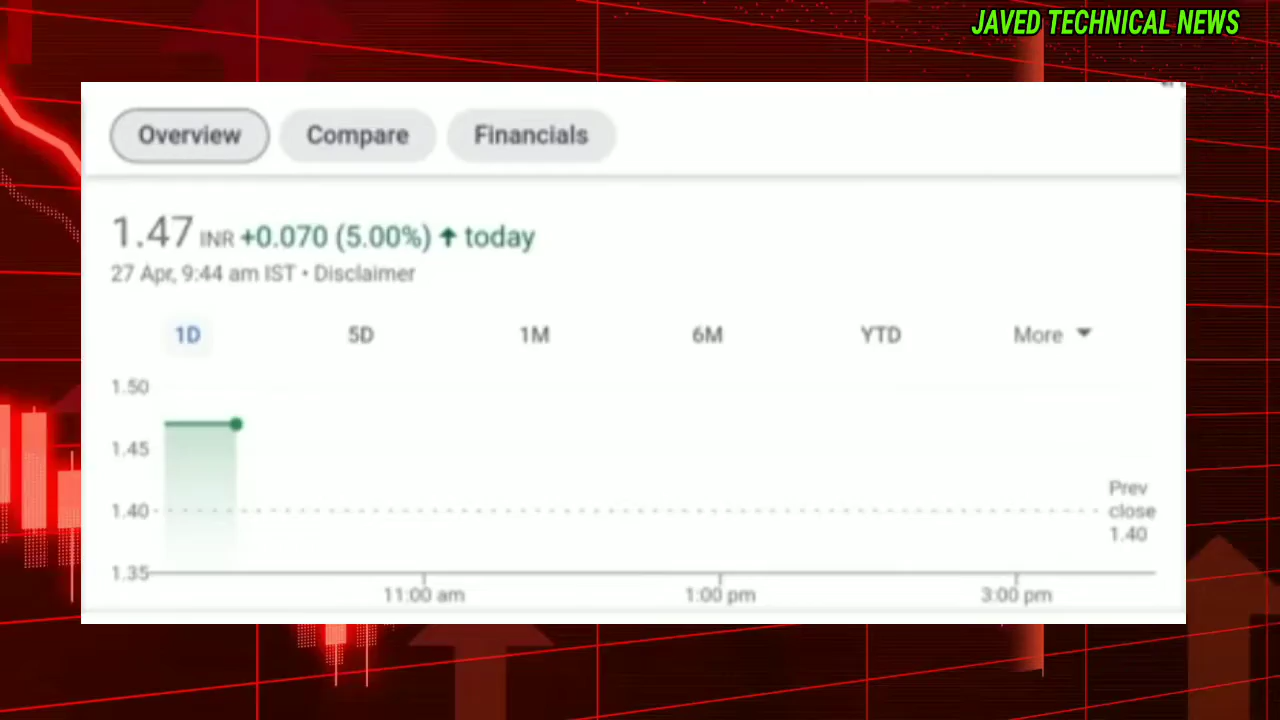 JAVED TECHNICAL NEWS
Overview Compare Financials
1.47 INR +0.070 (5.00%) ↑ today
27 Apr, 9:44 am IST • Disclaimer
1D 5D 1M 6M YTD More
1.50
1.45
Prev
1.40 close
1.40
1.35
11:00 am 1:00 pm 3:00 pm